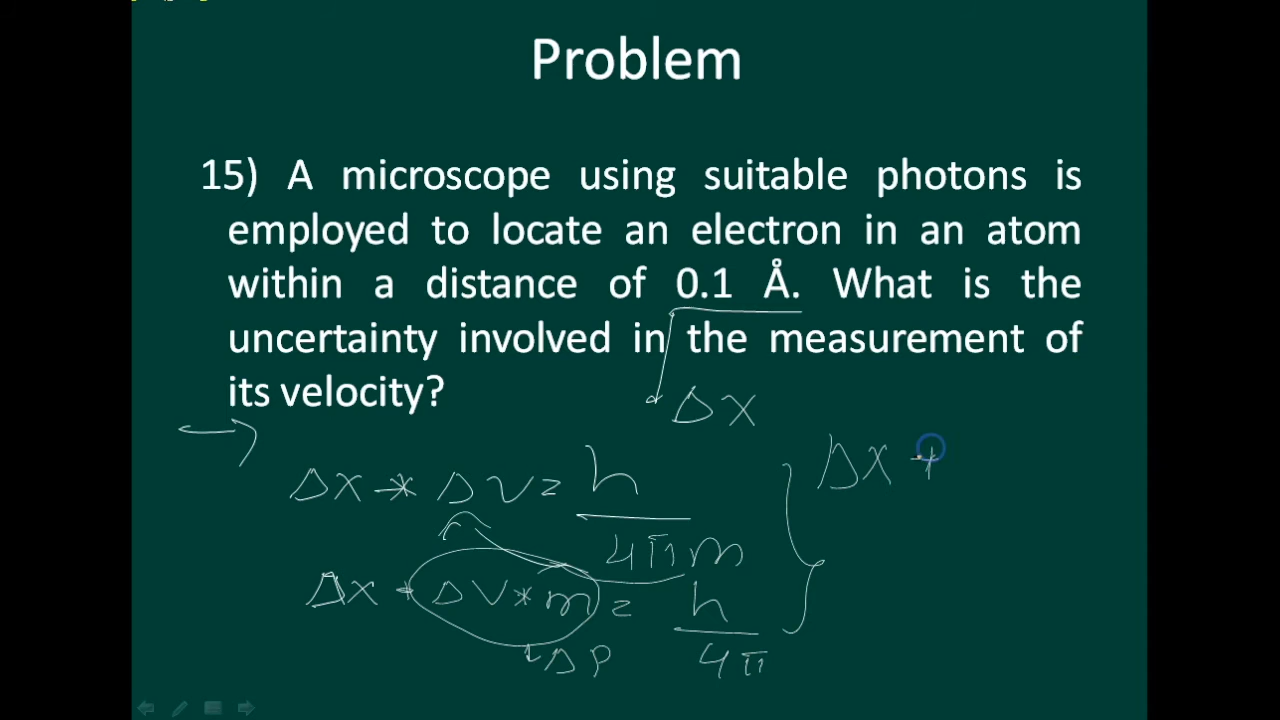 Problem
15) A microscope using suitable photons is
employed to locate an electron in an atom
within a distance of 0.1 Å. What is the
uncertainty involved in the measurement of
its velocity?
Δx
Δx * Δv = h / 4πm
Δx * Δv * m = h / 4π
Δp
Δx *